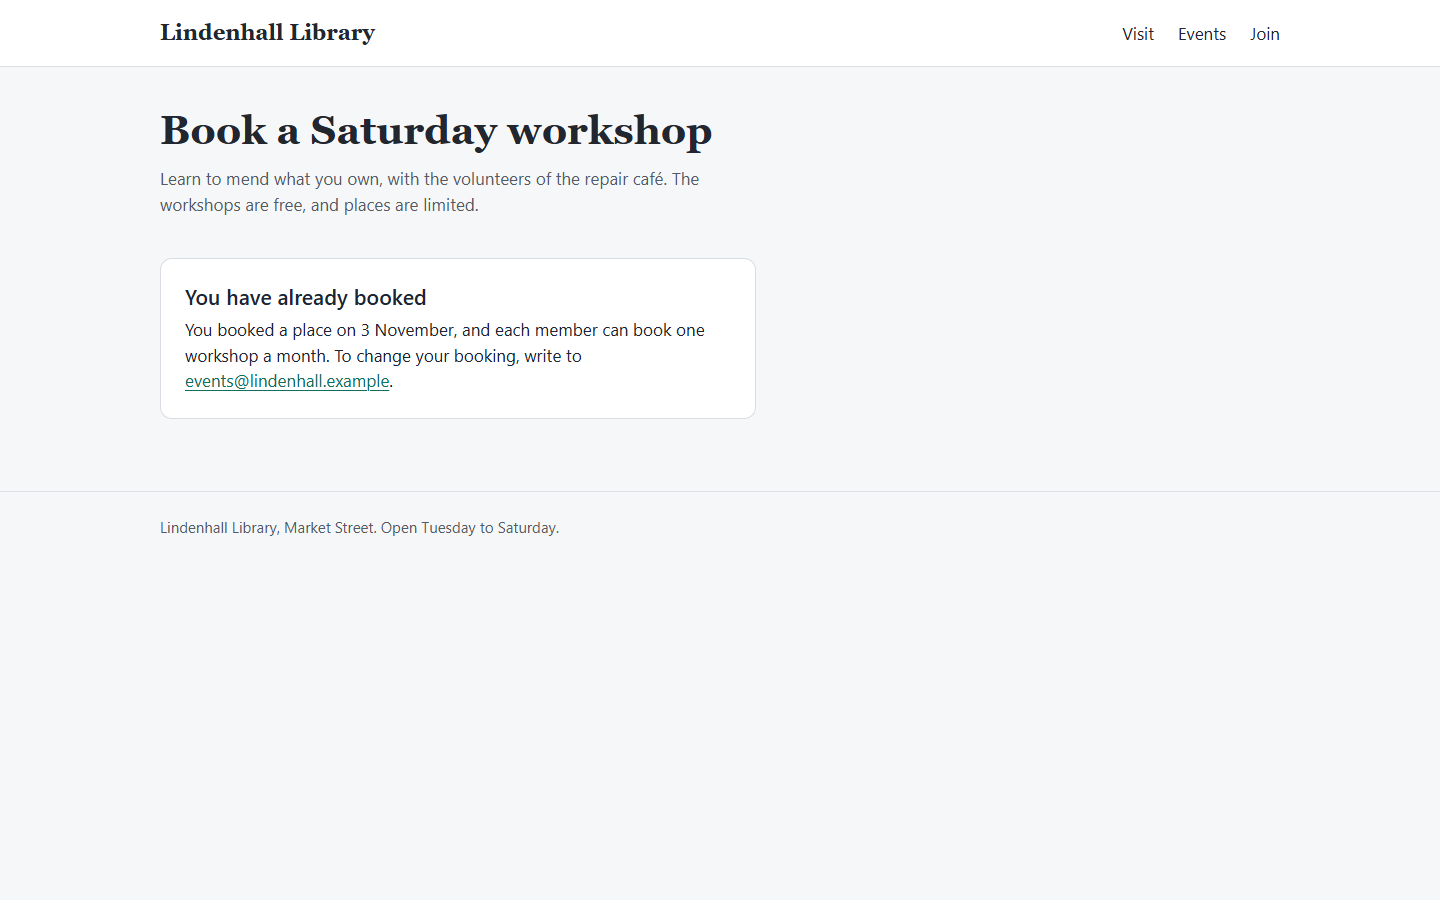 Lindenhall Library
Visit Events Join
Book a Saturday workshop
Learn to mend what you own, with the volunteers of the repair café. The
workshops are free, and places are limited.
You have already booked
You booked a place on 3 November, and each member can book one
workshop a month. To change your booking, write to
events@lindenhall.example.
Lindenhall Library, Market Street. Open Tuesday to Saturday.